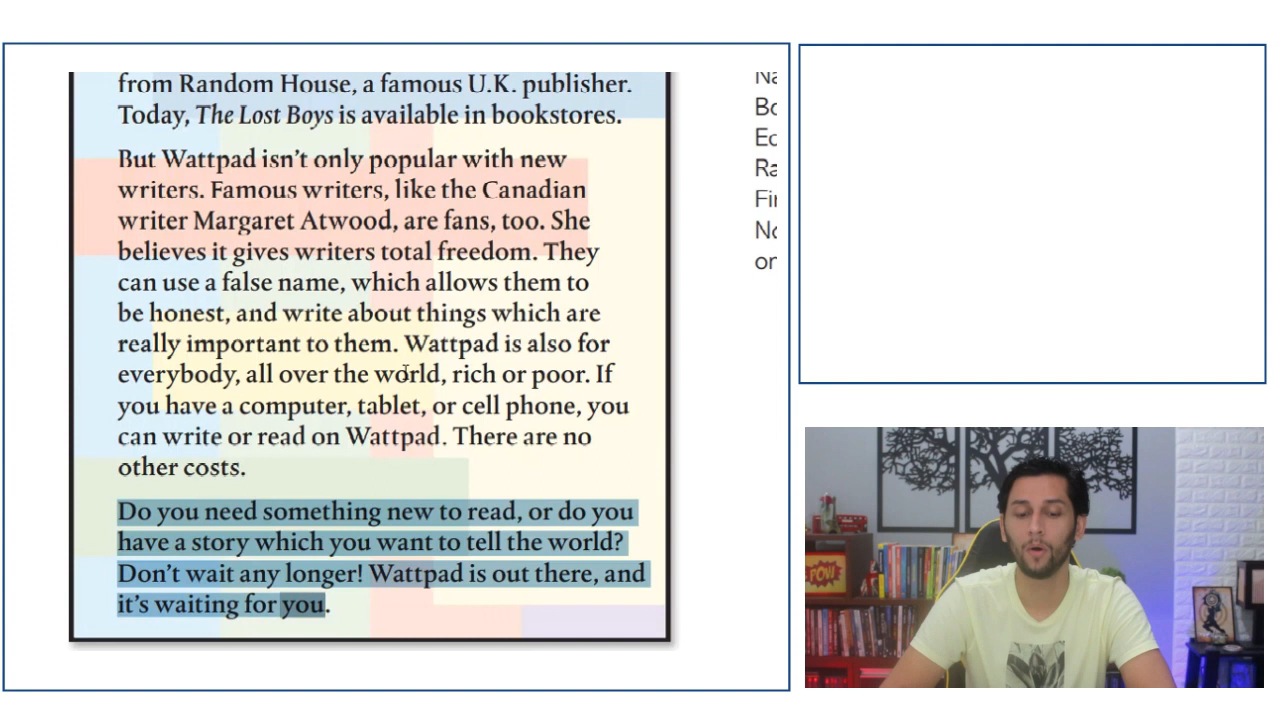 from Random House, a famous U.K. publisher.
Today, The Lost Boys is available in bookstores.
But Wattpad isn't only popular with new
writers. Famous writers, like the Canadian
writer Margaret Atwood, are fans, too. She
believes it gives writers total freedom. They
can use a false name, which allows them to
be honest, and write about things which are
really important to them. Wattpad is also for
everybody, all over the world, rich or poor. If
you have a computer, tablet, or cell phone, you
can write or read on Wattpad. There are no
other costs.
Do you need something new to read, or do you
have a story which you want to tell the world?
Don't wait any longer! Wattpad is out there, and
it's waiting for you.
POW!